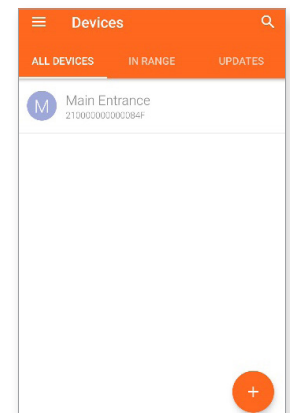 Devices
ALL DEVICES IN RANGE UPDATES
M Main Entrance
210000000000084F
+